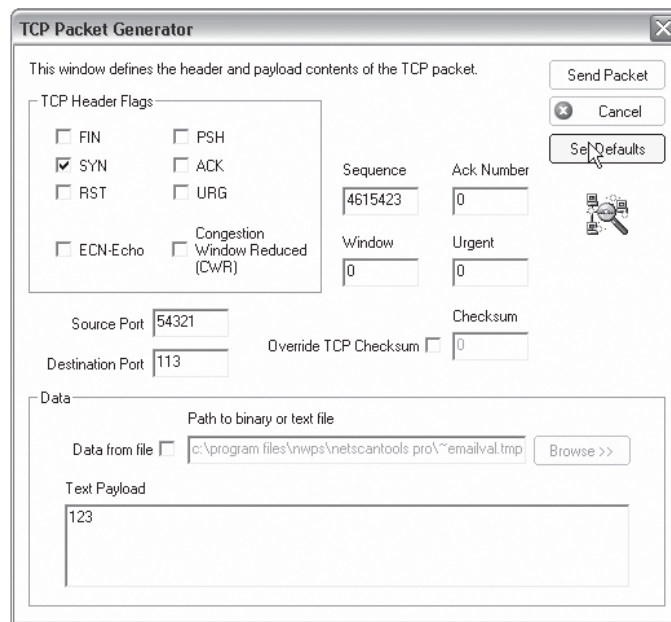 TCP Packet Generator
This window defines the header and payload contents of the TCP packet.
Send Packet
Cancel
Set Defaults
TCP Header Flags
FIN
PSH
SYN
ACK
RST
URG
ECN-Echo
Congestion
Window Reduced
(CWR)
Sequence
Ack Number
4615423
0
Window
Urgent
0
0
Source Port
54321
Destination Port
113
Checksum
Override TCP Checksum
0
Data
Path to binary or text file
Data from file
c:\program files\nwps\netscantools pro\~emailval.tmp
Browse >>
Text Payload
123